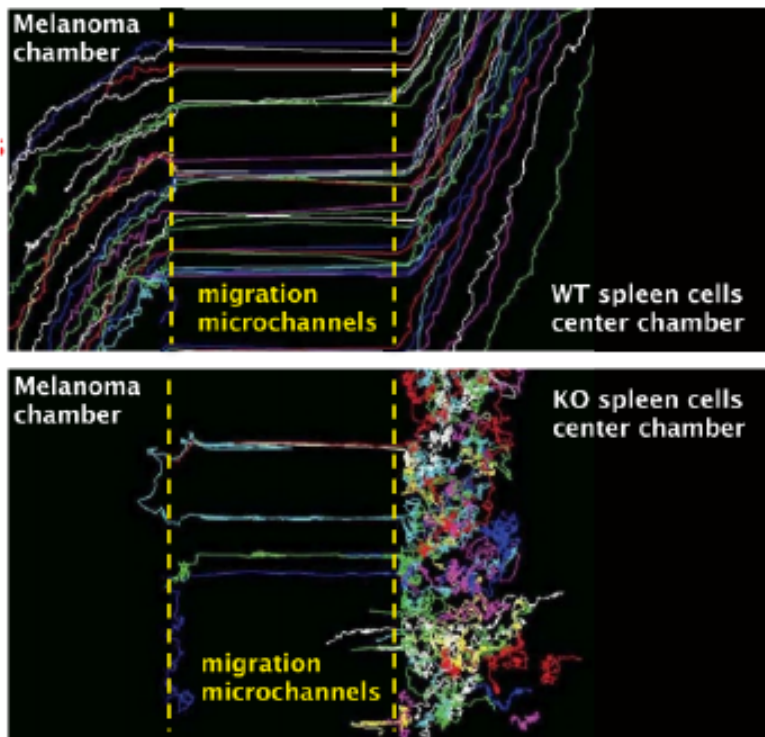 Melanoma
chamber
migration
microchannels
WT spleen cells
center chamber
Melanoma
chamber
KO spleen cells
center chamber
migration
microchannels